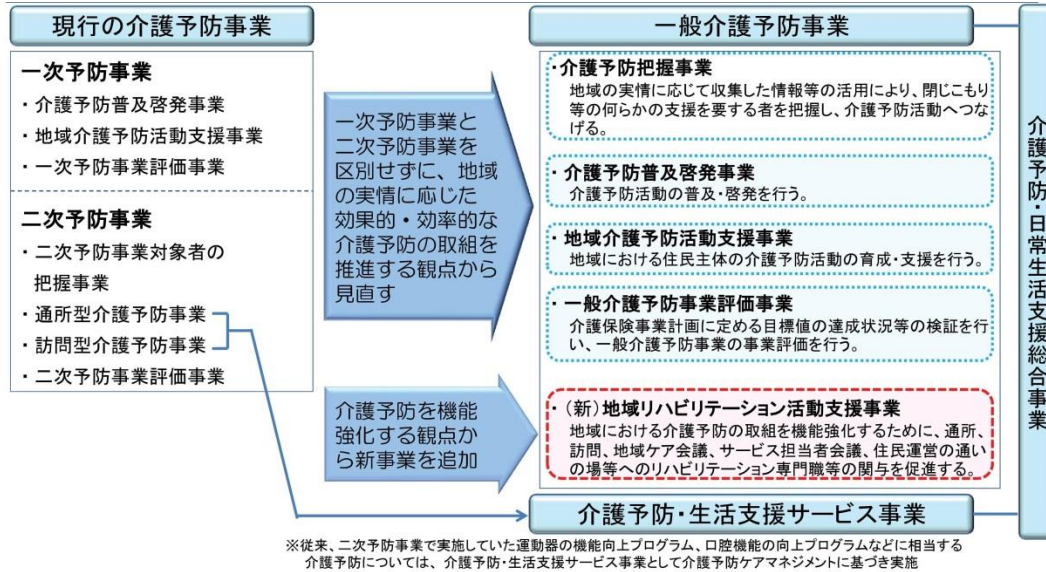 現行の介護予防事業
一次予防事業
・介護予防普及啓発事業
・地域介護予防活動支援事業
・一次予防事業評価事業
二次予防事業
・二次予防事業対象者の
把握事業
・通所型介護予防事業
・訪問型介護予防事業
・二次予防事業評価事業
一次予防事業と
二次予防事業を
区別せずに、地域
の実情に応じた
効果的・効率的な
介護予防の取組を
推進する観点から
見直す
介護予防を機能
強化する観点か
ら新事業を追加
一般介護予防事業
・介護予防把握事業
地域の実情に応じて収集した情報等の活用により、閉じこもり
等の何らかの支援を要する者を把握し、介護予防活動へつな
げる。
・介護予防普及啓発事業
介護予防活動の普及・啓発を行う。
・地域介護予防活動支援事業
地域における住民主体の介護予防活動の育成・支援を行う。
・一般介護予防事業評価事業
介護保険事業計画に定める目標値の達成状況等の検証を行
い、一般介護予防事業の事業評価を行う。
・（新）地域リハビリテーション活動支援事業
地域における介護予防の取組を機能強化するために、通所、
訪問、地域ケア会議、サービス担当者会議、住民運営の通い
の場等へのリハビリテーション専門職等の関与を促進する。
介護予防・生活支援サービス事業
介護予防・日常生活支援総合事業
※従来、二次予防事業で実施していた運動器の機能向上プログラム、口腔機能の向上プログラムなどに相当する
介護予防については、介護予防・生活支援サービス事業として介護予防ケアマネジメントに基づき実施